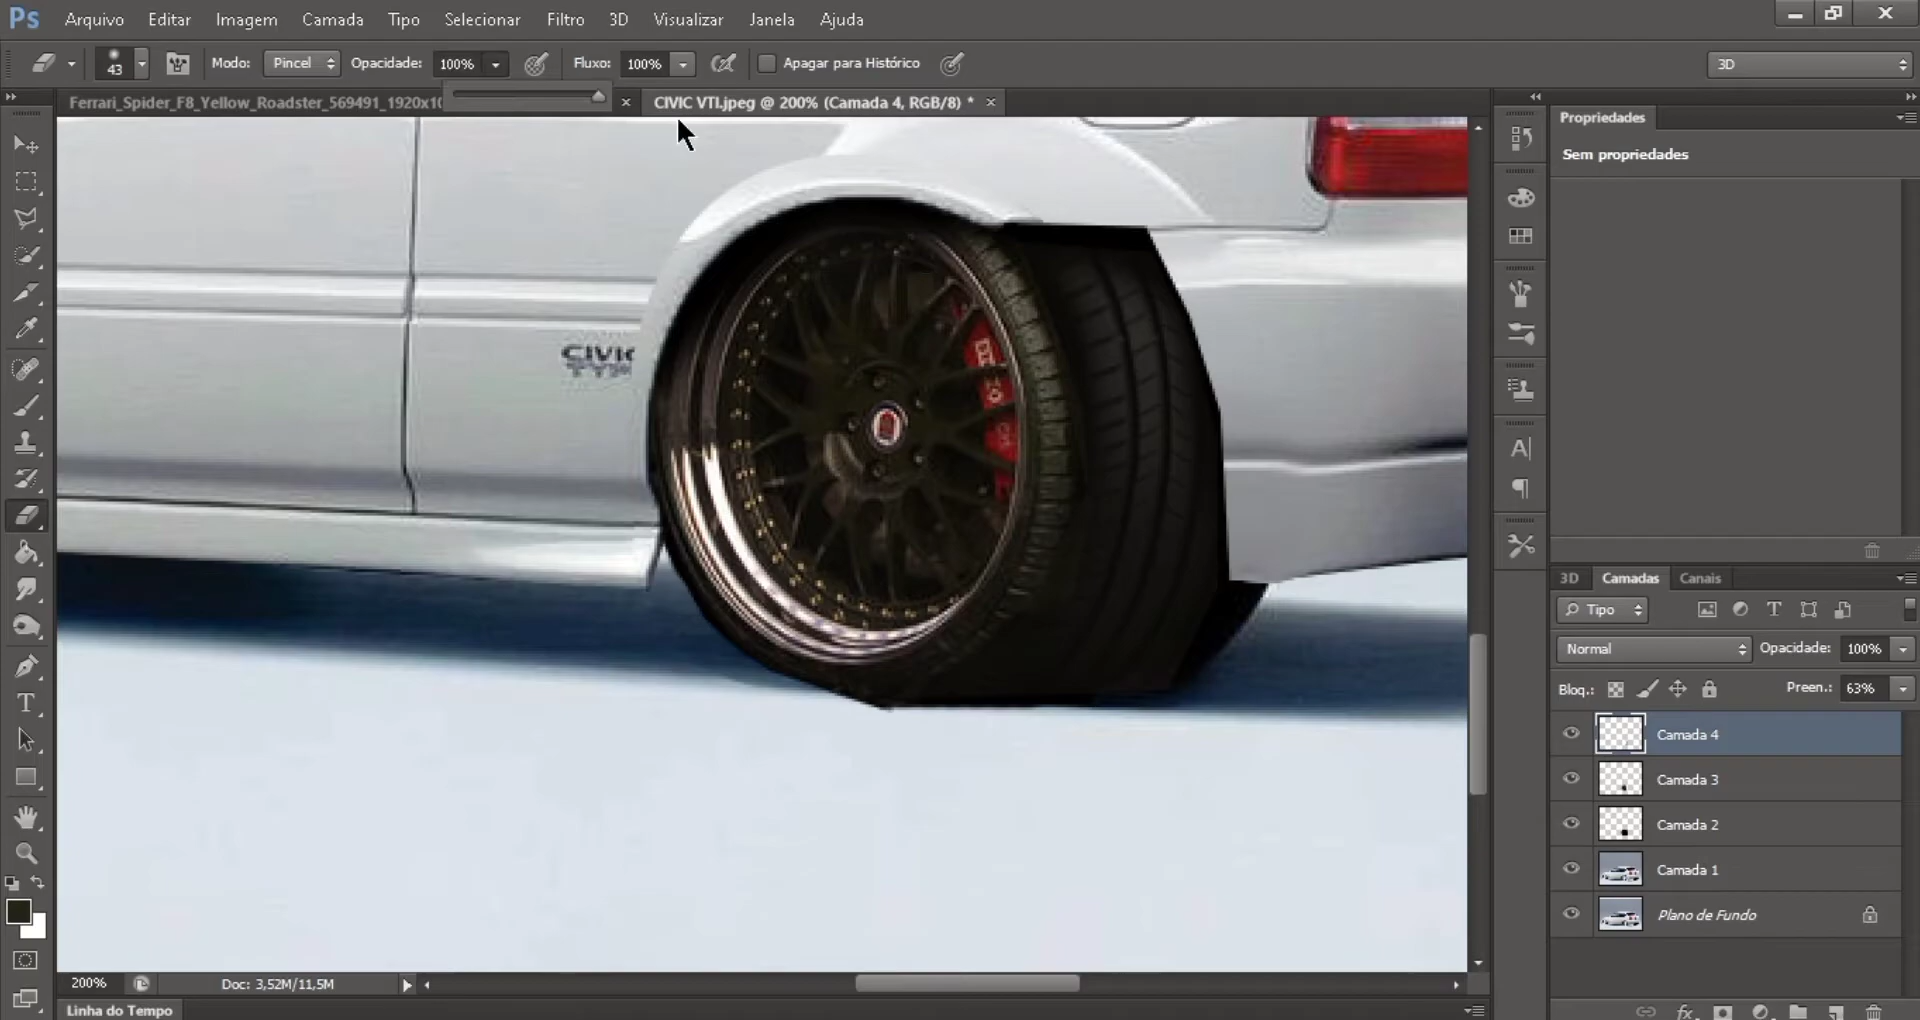 Ps Arquivo Editar Imagem Camada Tipo Selecionar Filtro 3D Visualizar Janela Ajuda
43 Modo: Pincel Opacidade: 100% Fluxo: 100% Apagar para Histórico 3D
Ferrari_Spider_F8_Yellow_Roadster_569491_1920x10 CIVIC VTI.jpeg @ 200% (Camada 4, RGB/8) *
Propriedades
Sem propriedades
CIVIC
3D Camadas Canais
Tipo
Normal Opacidade: 100%
Bloq.: Preen.: 63%
Camada 4
Camada 3
Camada 2
Camada 1
Plano de Fundo
200% Doc: 3,52M/11,5M
Linha do Tempo